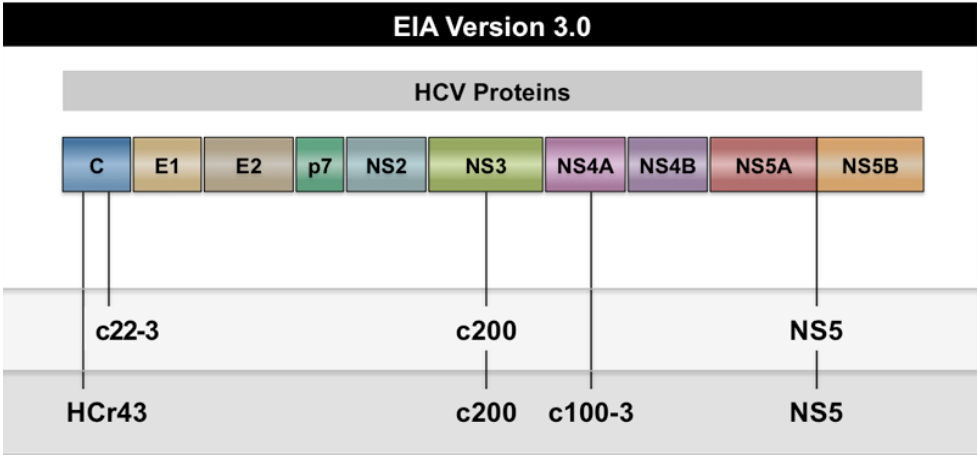 EIA Version 3.0
HCV Proteins
C E1 E2 p7 NS2 NS3 NS4A NS4B NS5A NS5B
c22-3 c200 NS5
HCr43 c200 c100-3 NS5